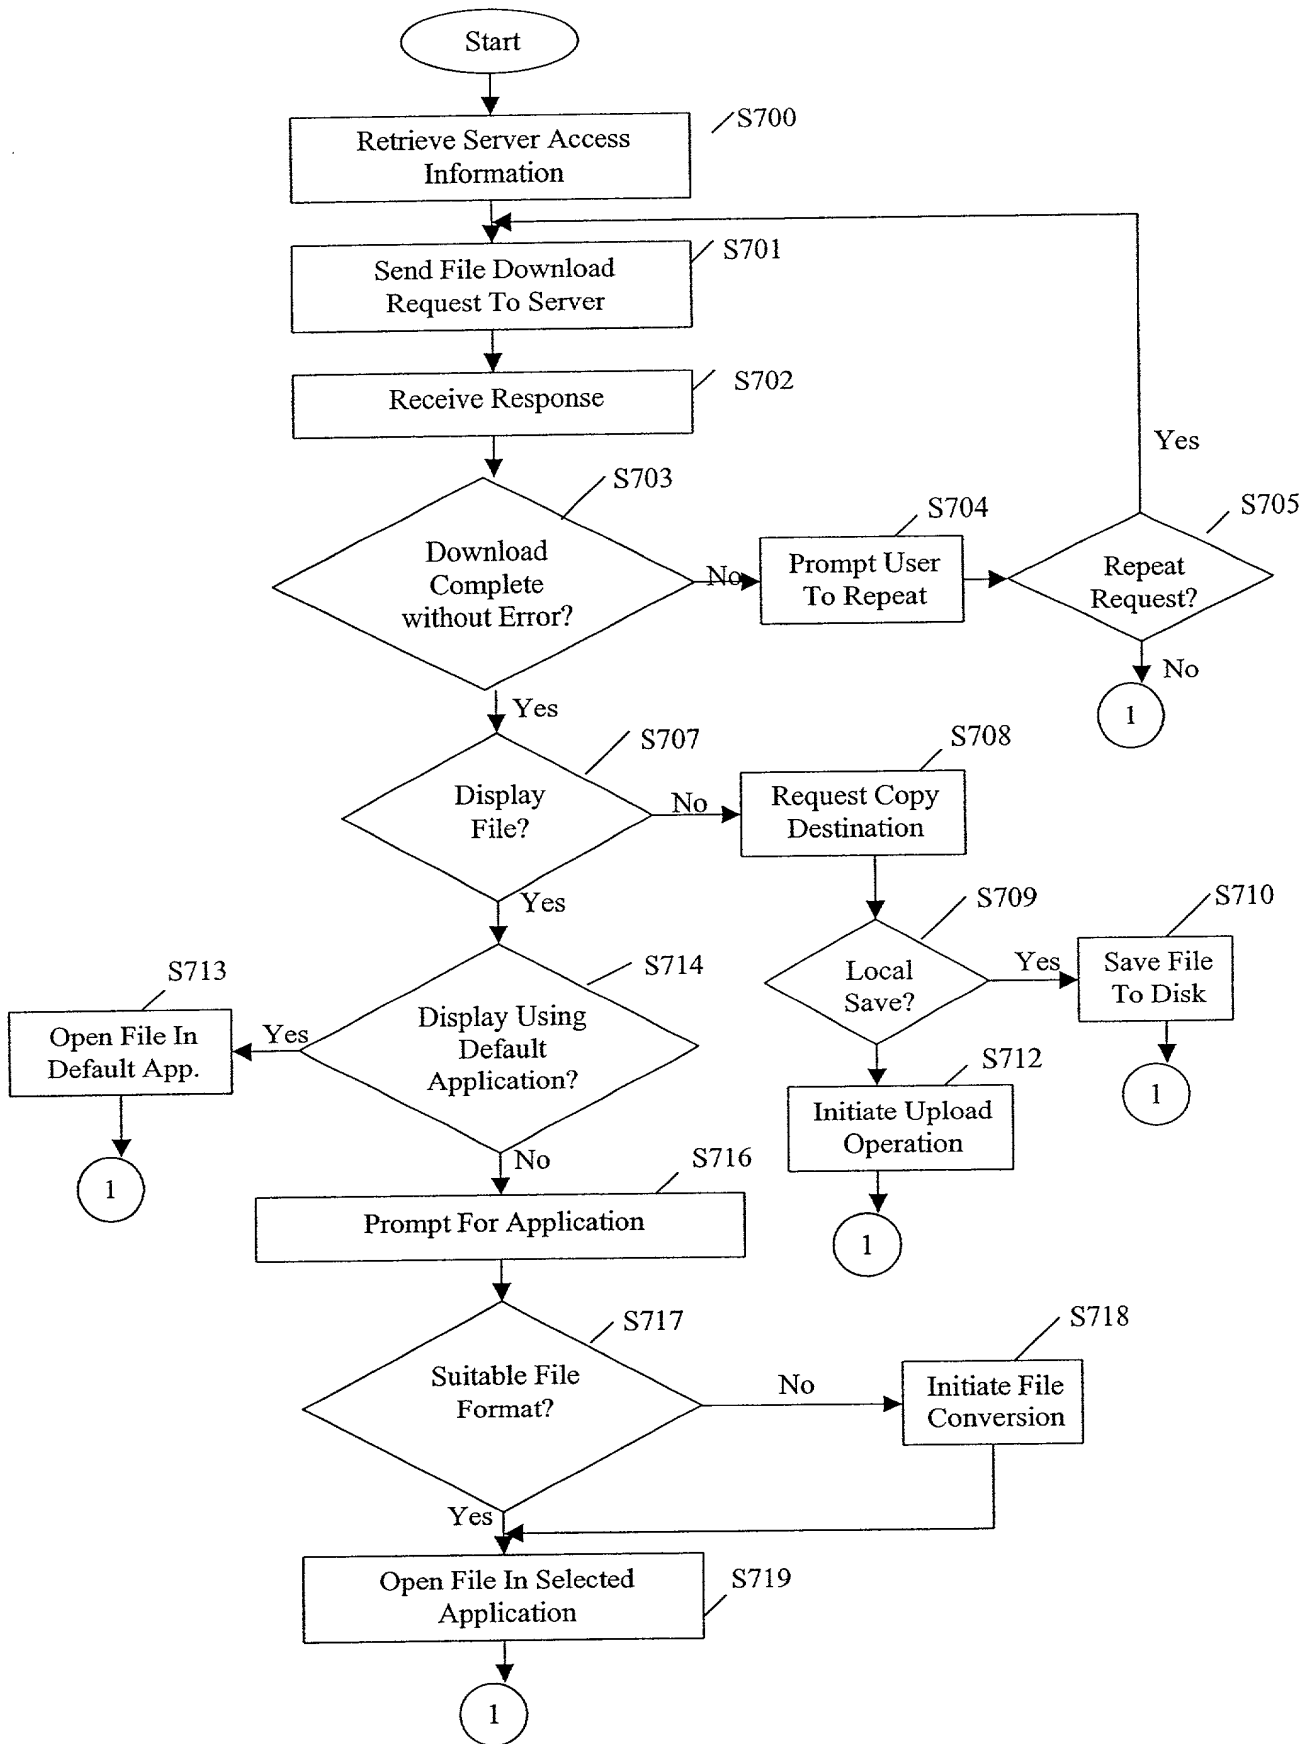 Start
S700
Retrieve Server Access
Information
S701
Send File Download
Request To Server
S702
Receive Response
Yes
S703
S704
S705
Download
Complete
without Error?
No
Prompt User
To Repeat
Repeat
Request?
No
1
Yes
S707
S708
Display
File?
No
Request Copy
Destination
Yes
S709
S710
S713
S714
Local
Save?
Yes
Save File
To Disk
Open File In
Default App.
Yes
Display Using
Default
Application?
S712
1
Initiate Upload
Operation
No
S716
1
Prompt For Application
1
S717
S718
Suitable File
Format?
No
Initiate File
Conversion
Yes
Open File In Selected
Application
S719
1